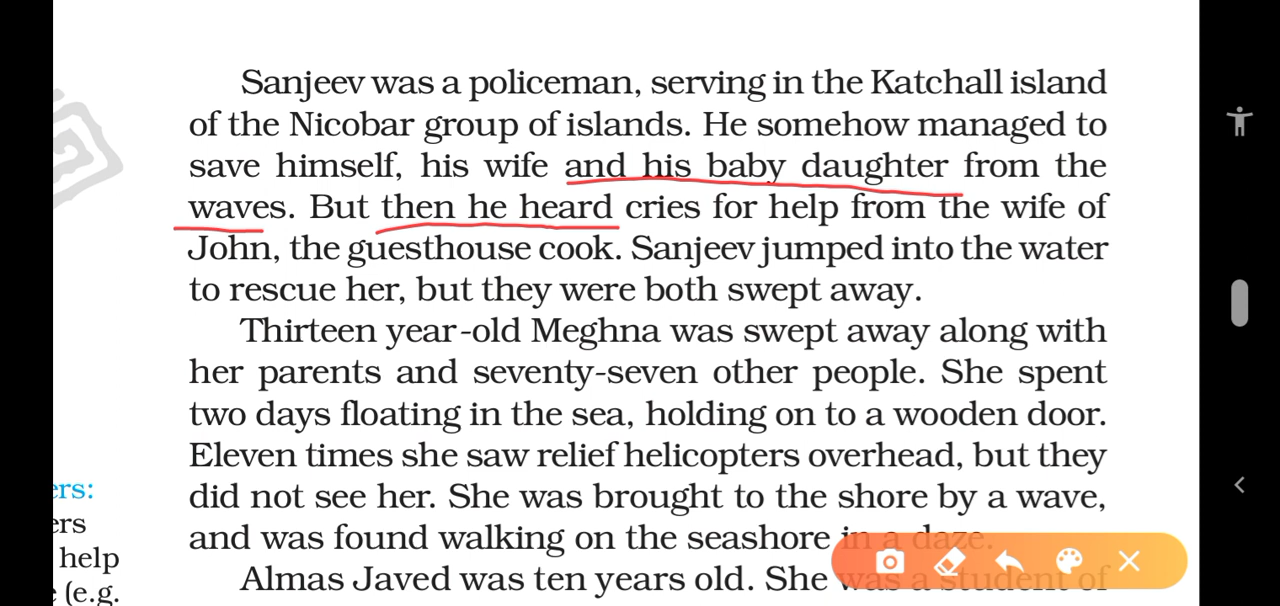 Sanjeev was a policeman, serving in the Katchall island
of the Nicobar group of islands. He somehow managed to
save himself, his wife and his baby daughter from the
waves. But then he heard cries for help from the wife of
John, the guesthouse cook. Sanjeev jumped into the water
to rescue her, but they were both swept away.
Thirteen year-old Meghna was swept away along with
her parents and seventy-seven other people. She spent
two days floating in the sea, holding on to a wooden door.
Eleven times she saw relief helicopters overhead, but they
did not see her. She was brought to the shore by a wave,
and was found walking on the seashore in a daze.
Almas Javed was ten years old. She was a student of
ers:
ers
help
(e.g.